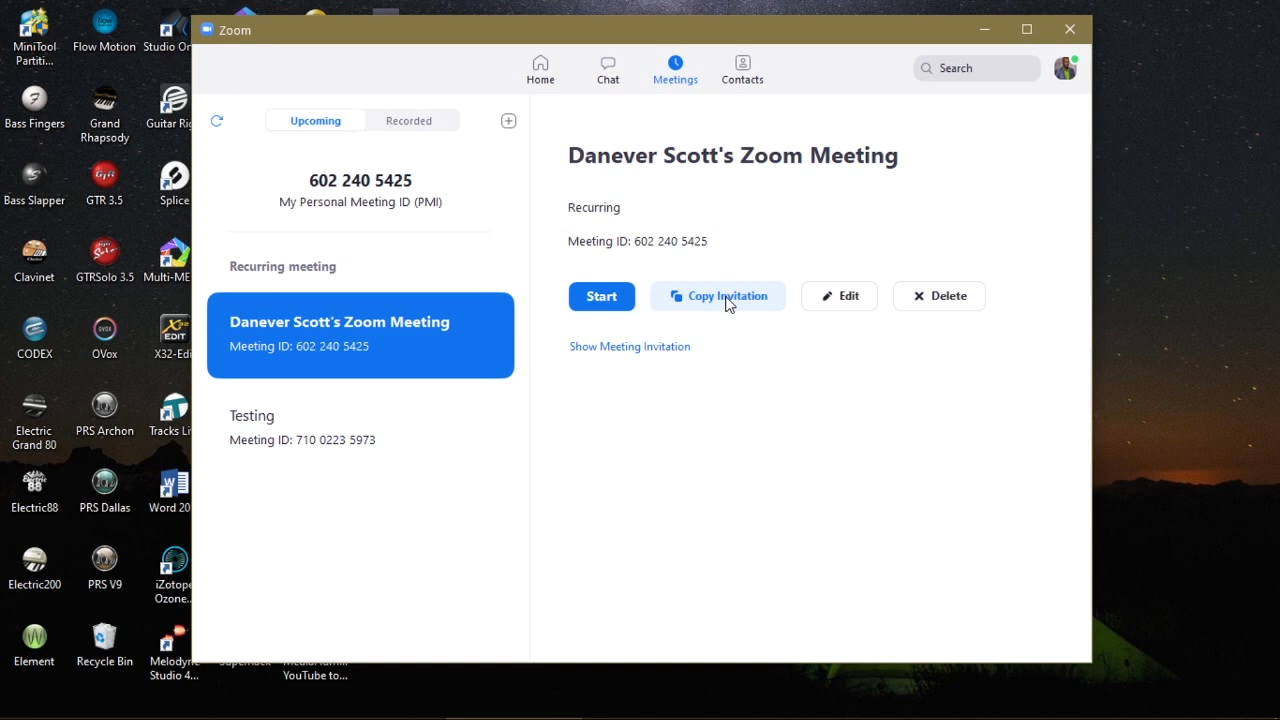 MiniTool
Partiti...
Flow Motion
Studio On
Bass Fingers
Grand
Rhapsody
Guitar Rig
Bass Slapper
GTR 3.5
Splice
Clavinet
GTRSolo 3.5
Multi-ME
CODEX
OVox
X32-Edi
Electric
Grand 80
PRS Archon
Tracks Li
Electric88
PRS Dallas
Word 20
Electric200
PRS V9
iZotope
Ozone...
Element
Recycle Bin
Melodyn
Studio 4...
YouTube to...
Zoom
Home
Chat
Meetings
Contacts
Search
Upcoming
Recorded
602 240 5425
My Personal Meeting ID (PMI)
Recurring meeting
Danever Scott's Zoom Meeting
Meeting ID: 602 240 5425
Testing
Meeting ID: 710 0223 5973
Danever Scott's Zoom Meeting
Recurring
Meeting ID: 602 240 5425
Start
Copy Invitation
Edit
Delete
Show Meeting Invitation